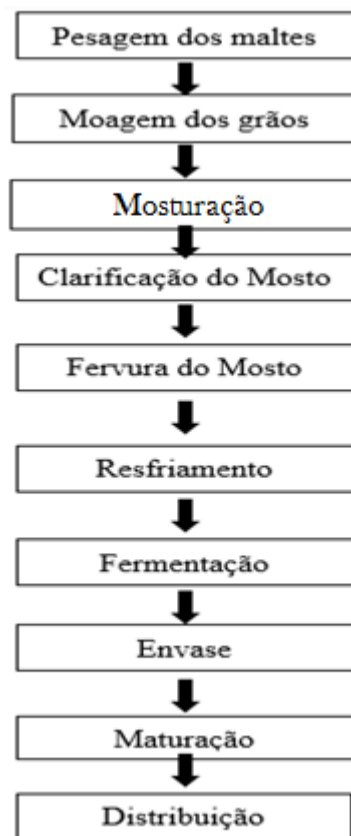 Pesagem dos maltes
Moagem dos grãos
Mosturação
Clarificação do Mosto
Fervura do Mosto
Resfriamento
Fermentação
Envase
Maturação
Distribuição